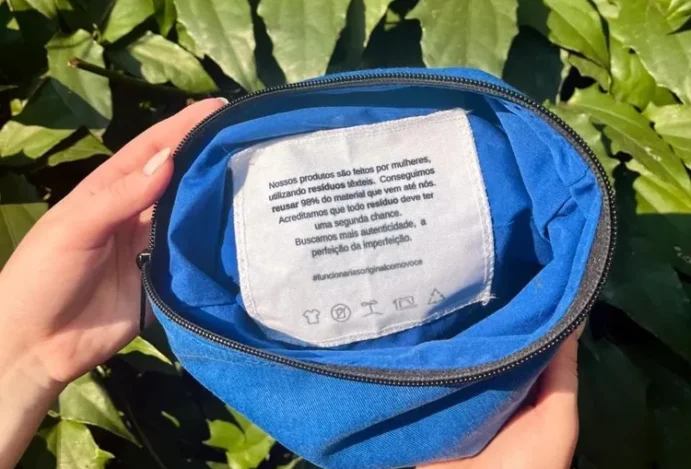 Nossos produtos são feitos por mulheres,
utilizando resíduos têxteis. Conseguimos
reusar 98% do material que vem até nós.
Acreditamos que todo resíduo deve ter
uma segunda chance.
Buscamos mais autenticidade, a
perfeição da imperfeição.
#funcionariasoriginalcomovoce